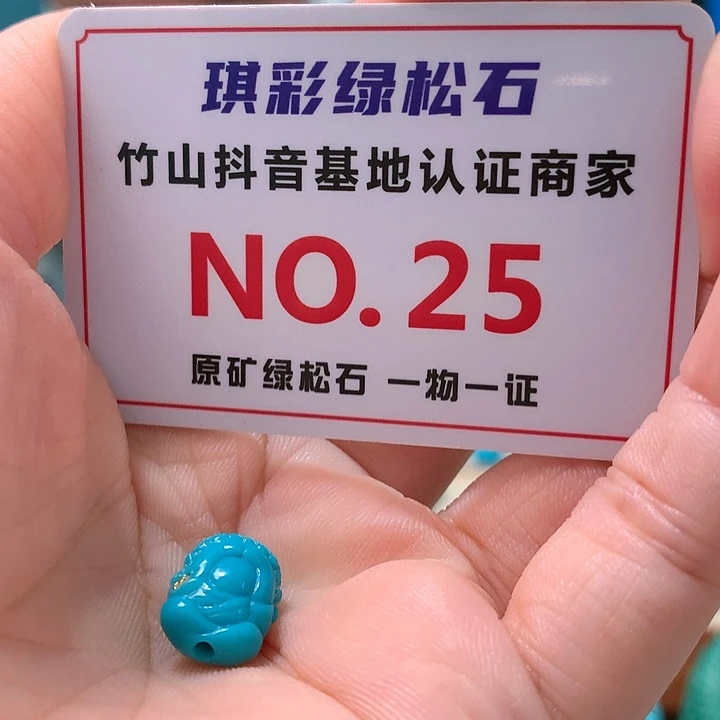 琪彩绿松石
竹山抖音基地认证商家
NO. 25
原矿绿松石 一物一证